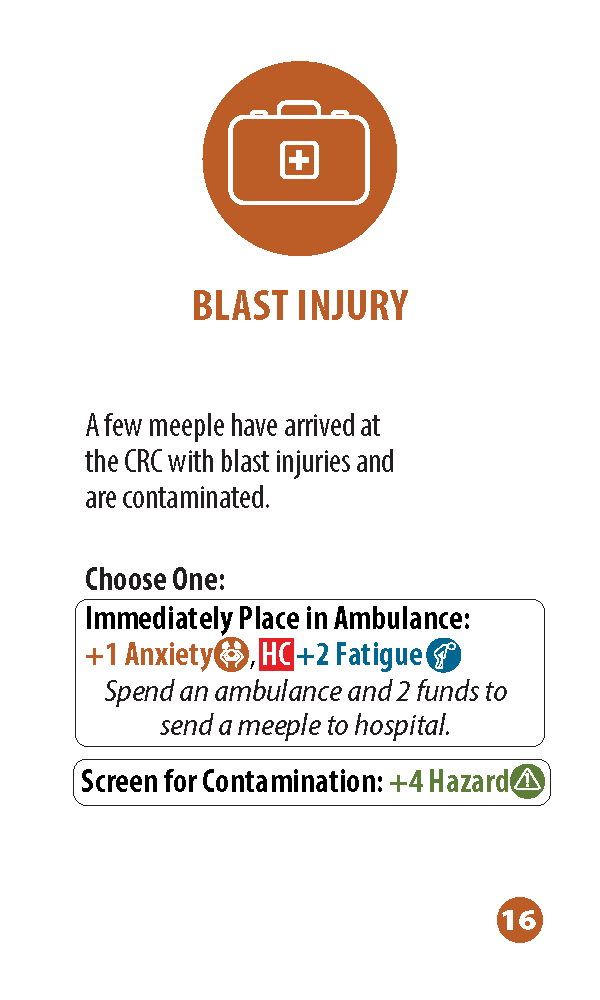 BLAST INJURY
A few meeple have arrived at
the CRC with blast injuries and
are contaminated.
Choose One:
Immediately Place in Ambulance:
+1 Anxiety, HC +2 Fatigue
Spend an ambulance and 2 funds to
send a meeple to hospital.
Screen for Contamination: +4 Hazard
16